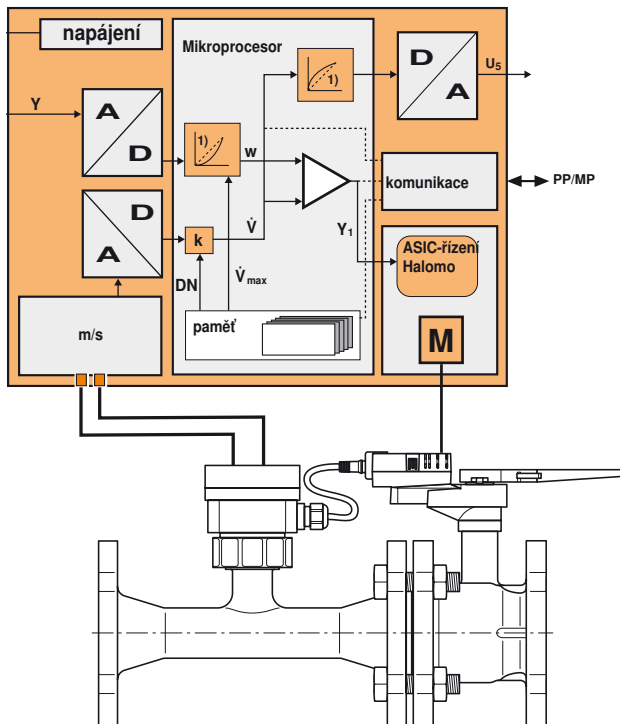 napájení
Mikroprocesor
1)
D
A
U₅
Y
A
D
1)
w
komunikace
PP/MP
D
A
k
V̇
Y₁
ASIC-řízení
Halomo
DN
V̇max
paměť
m/s
M